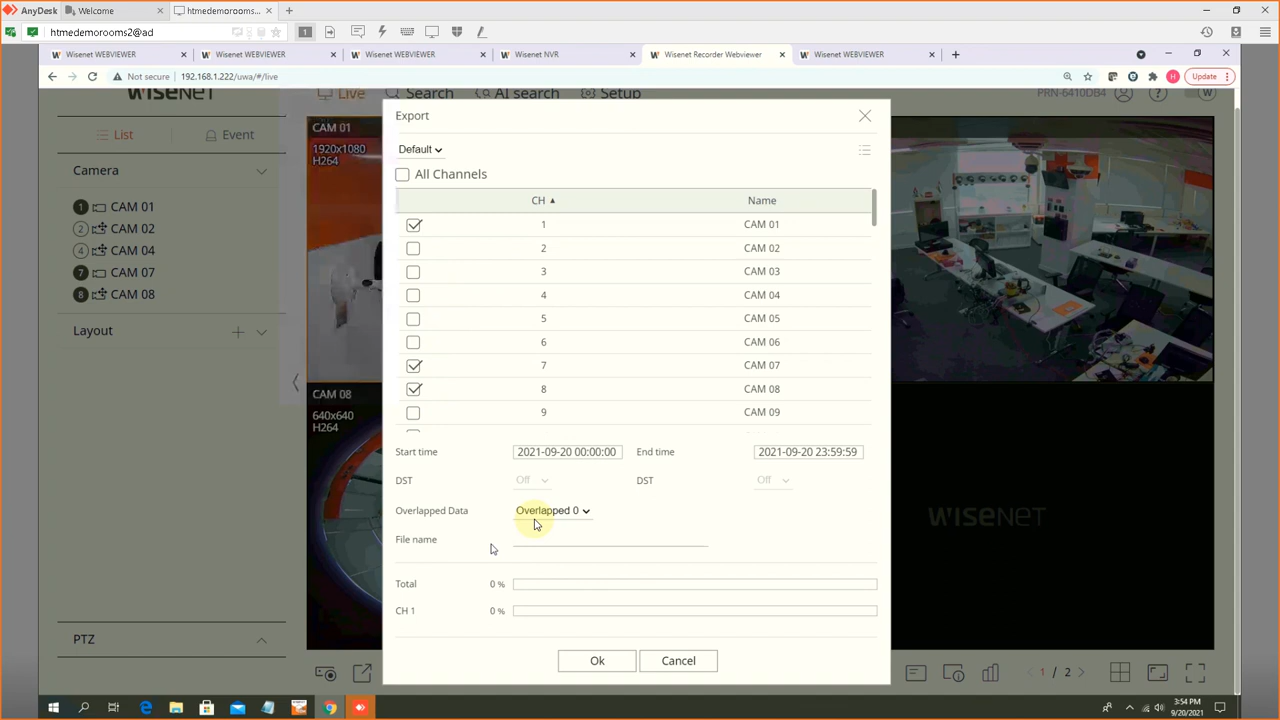 AnyDesk
Welcome
htmedemorooms...
htmedemorooms2@ad
1
Wisenet WEBVIEWER
Wisenet WEBVIEWER
Wisenet WEBVIEWER
Wisenet NVR
Wisenet Recorder Webviewer
Wisenet WEBVIEWER
Not secure
192.168.1.222/uwa/#/live
H
Update
WISENET
Live
Search
AI search
Setup
PRN-6410DB4
W
List
Event
Camera
1 CAM 01
2 CAM 02
4 CAM 04
7 CAM 07
8 CAM 08
Layout
PTZ
CAM 01
1920x1080
H264
CAM 08
640x640
H264
Export
Default
All Channels
CH Name
1 CAM 01
2 CAM 02
3 CAM 03
4 CAM 04
5 CAM 05
6 CAM 06
7 CAM 07
8 CAM 08
9 CAM 09
Start time 2021-09-20 00:00:00 End time 2021-09-20 23:59:59
DST Off DST Off
Overlapped Data Overlapped 0
File name
Total 0 %
CH 1 0 %
Ok Cancel
WISENET
1 / 2
3:54 PM
9/20/2021